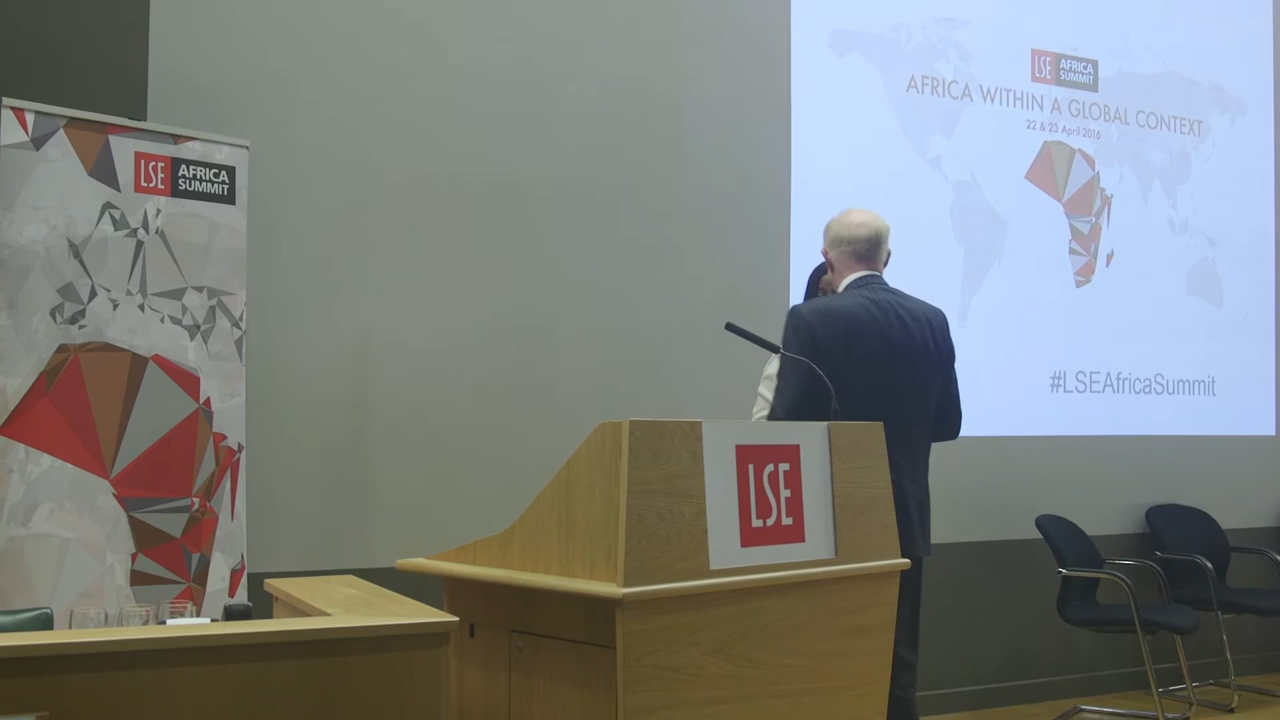 LSE AFRICA SUMMIT
LSE AFRICA SUMMIT
AFRICA WITHIN A GLOBAL CONTEXT
22 & 23 April 2016
#LSEAfricaSummit
LSE